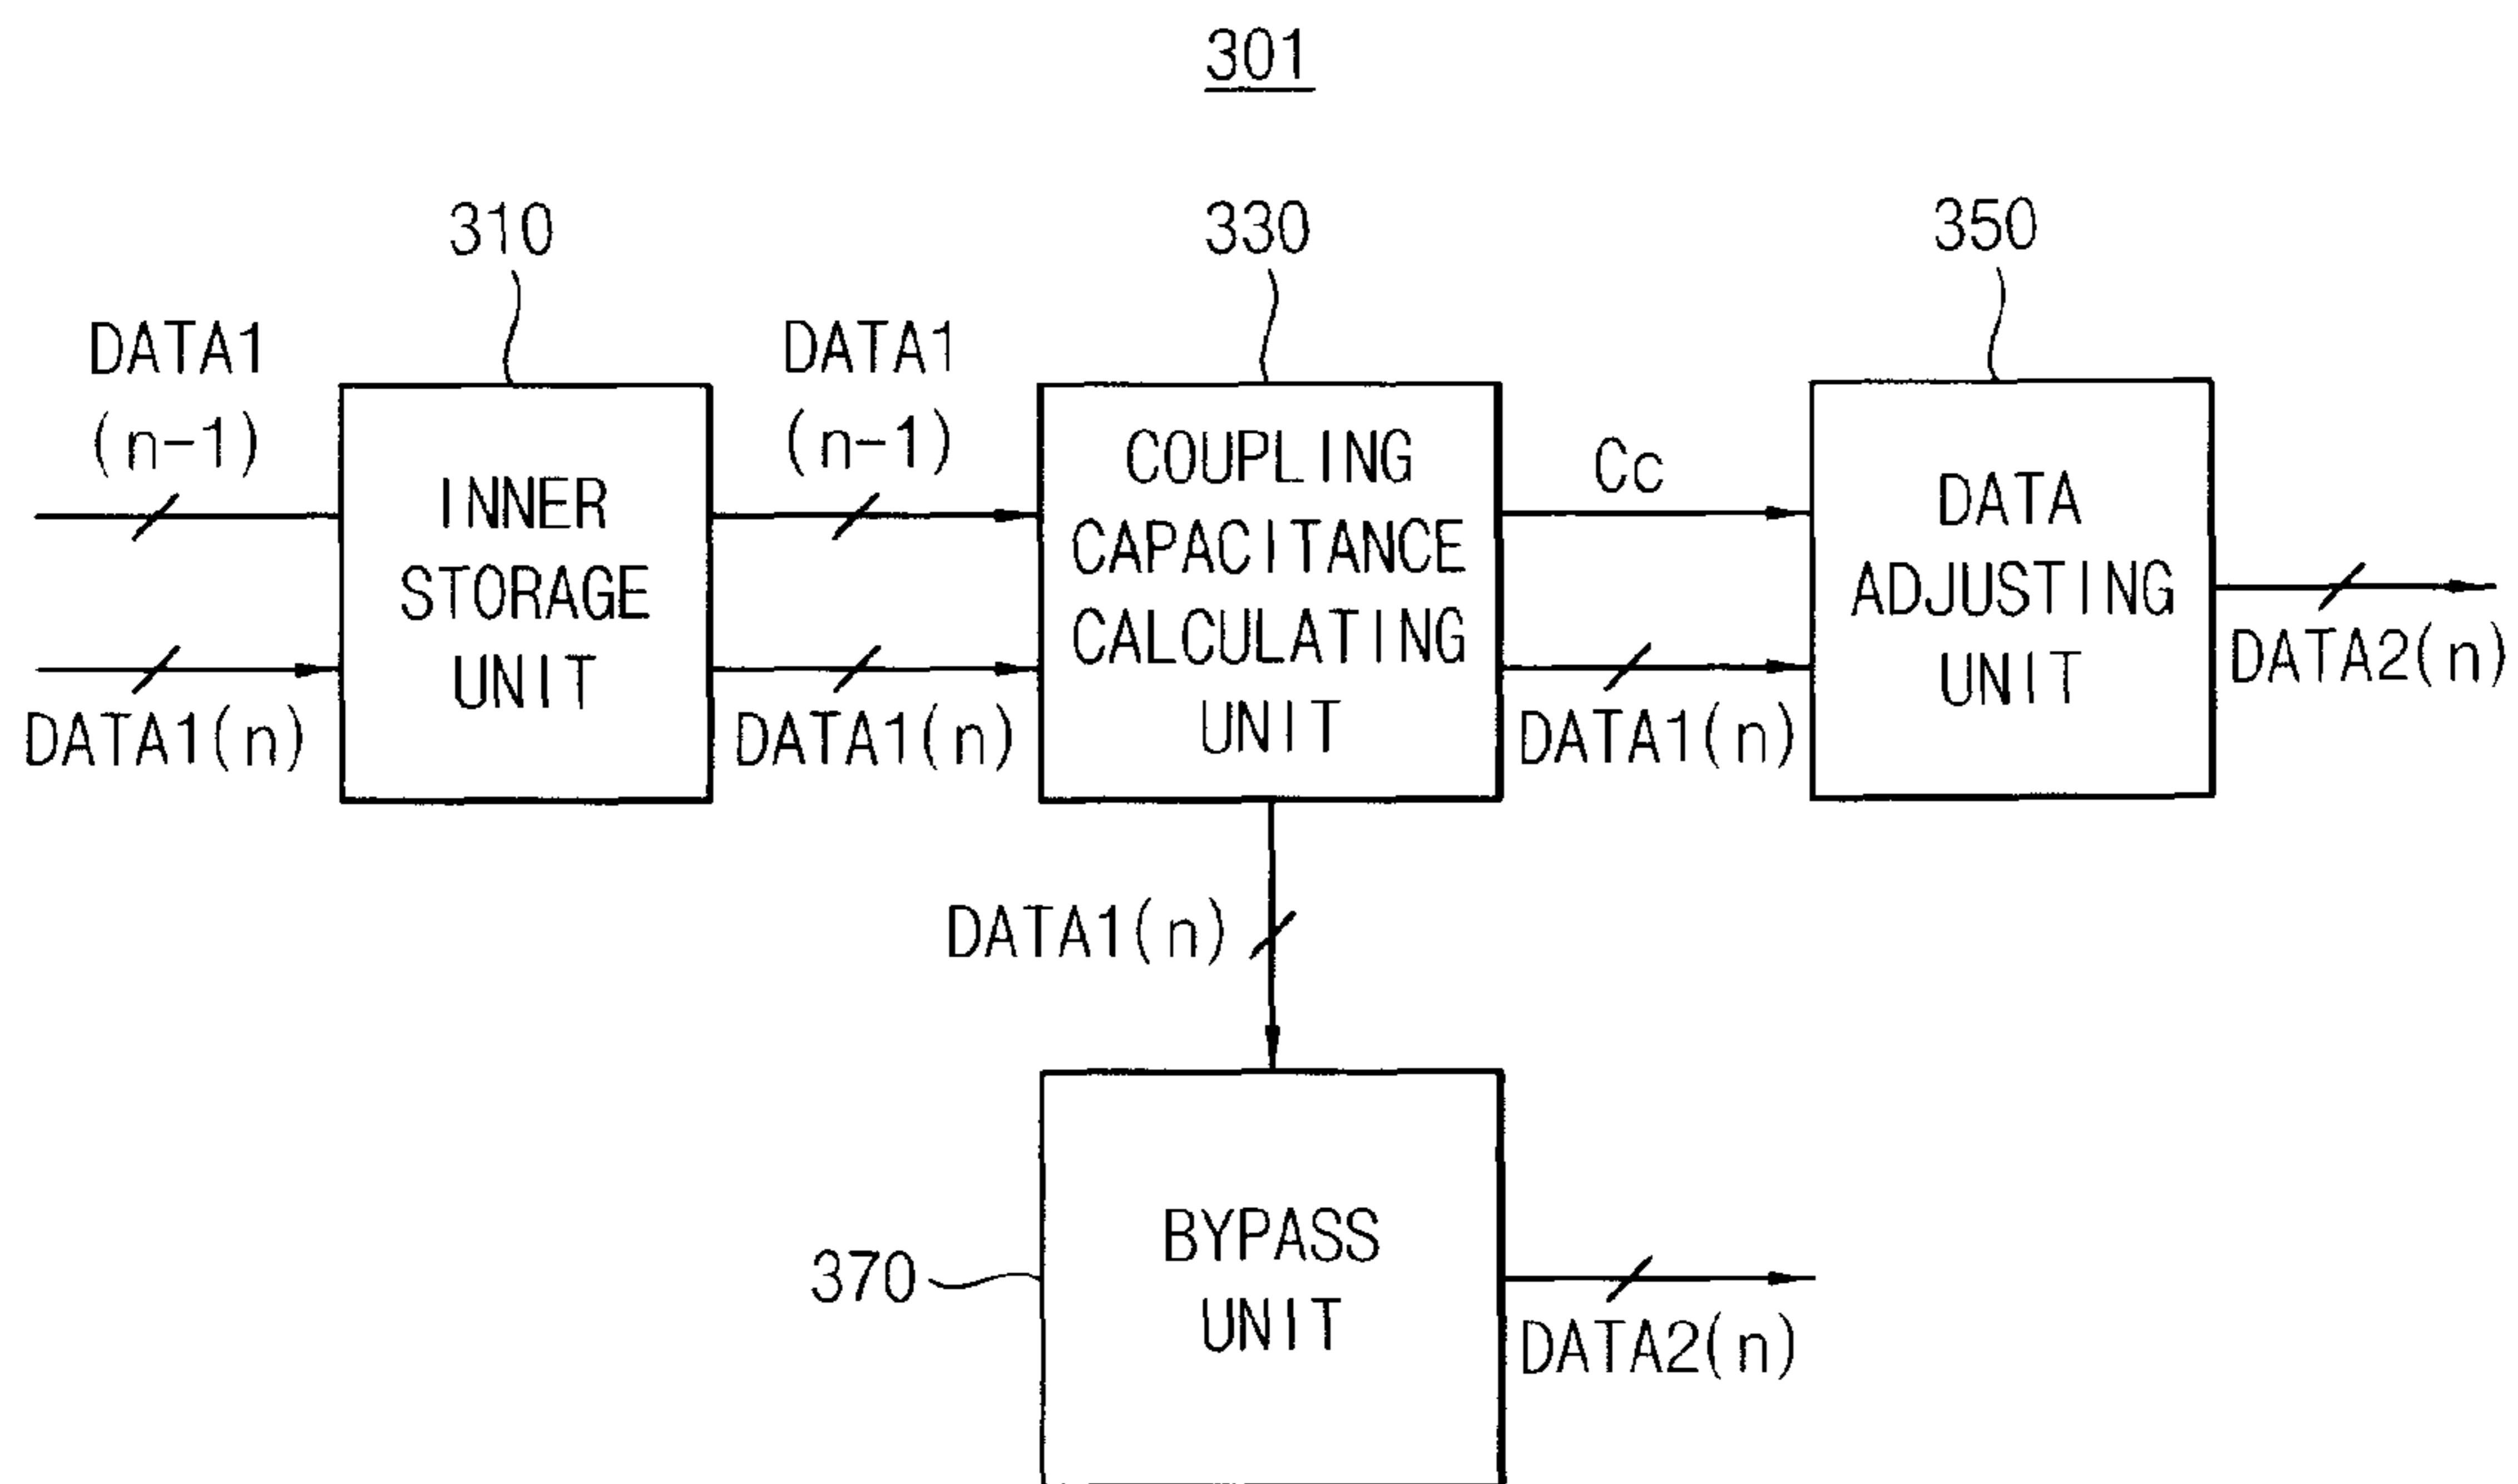 301
310
330
350
DATA1
(n-1)
DATA1(n)
INNER
STORAGE
UNIT
DATA1
(n-1)
DATA1(n)
COUPLING
CAPACITANCE
CALCULATING
UNIT
Cc
DATA1(n)
DATA
ADJUSTING
UNIT
DATA2(n)
DATA1(n)
370
BYPASS
UNIT
DATA2(n)